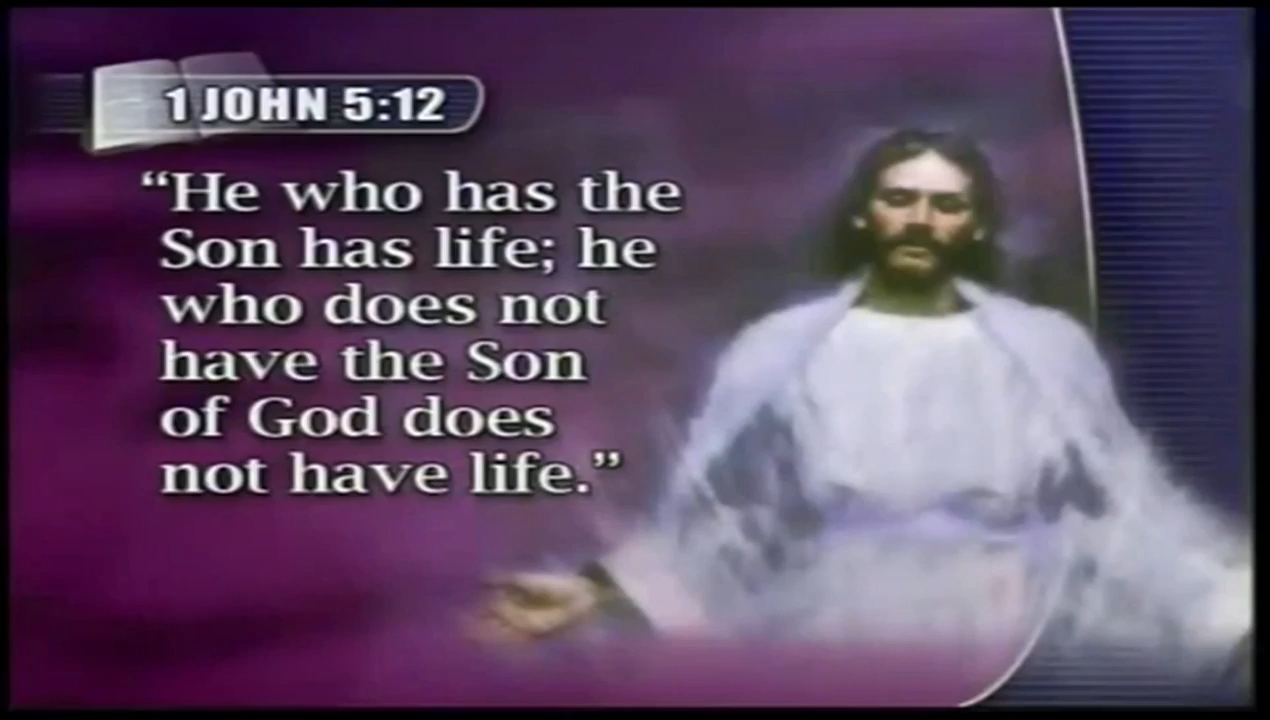 1 JOHN 5:12
“He who has the
Son has life; he
who does not
have the Son
of God does
not have life.”